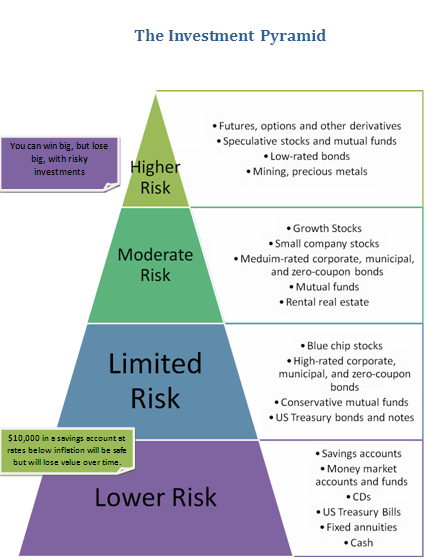 The Investment Pyramid
You can win big, but lose
big, with risky
investments
Higher
Risk
• Futures, options and other derivatives
• Speculative stocks and mutual funds
• Low-rated bonds
• Mining, precious metals
Moderate
Risk
• Growth Stocks
• Small company stocks
• Meduim-rated corporate, municipal,
and zero-coupon bonds
• Mutual funds
• Rental real estate
Limited
Risk
• Blue chip stocks
• High-rated corporate,
municipal, and zero-coupon
bonds
• Conservative mutual funds
• US Treasury bonds and notes
$10,000 in a savings account at
rates below inflation will be safe
but will lose value over time.
Lower Risk
• Savings accounts
• Money market
accounts and funds
• CDs
• US Treasury Bills
• Fixed annuities
• Cash